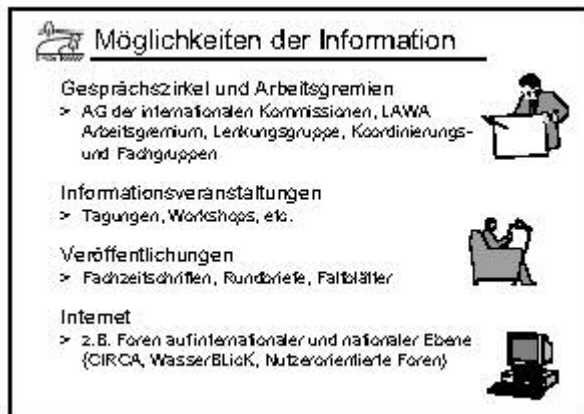 Möglichkeiten der Information
Gesprächszirkel und Arbeitsgremien
> AG der internationalen Kommissionen, LAWA
Arbeitsgremium, Lenkungsgruppe, Koordinierungs-
und Fachgruppen
Informationsveranstaltungen
> Tagungen, Workshops, etc.
Veröffentlichungen
> Fachzeitschriften, Rundbriefe, Faltblätter
Internet
> z.B. Foren auf internationaler und nationaler Ebene
(CIRCA, WasserBLicK, Nutzerorientierte Foren)